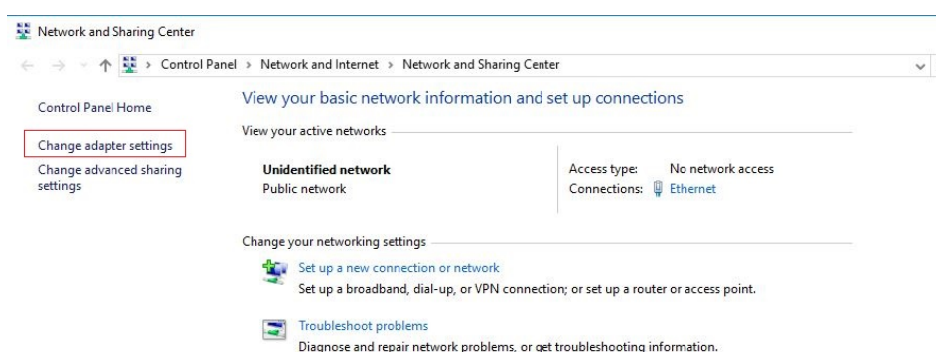 Network and Sharing Center
Control Panel > Network and Internet > Network and Sharing Center
Control Panel Home
Change adapter settings
Change advanced sharing
settings
View your basic network information and set up connections
View your active networks
Unidentified network
Public network
Access type: No network access
Connections: Ethernet
Change your networking settings
Set up a new connection or network
Set up a broadband, dial-up, or VPN connection; or set up a router or access point.
Troubleshoot problems
Diagnose and repair network problems, or get troubleshooting information.